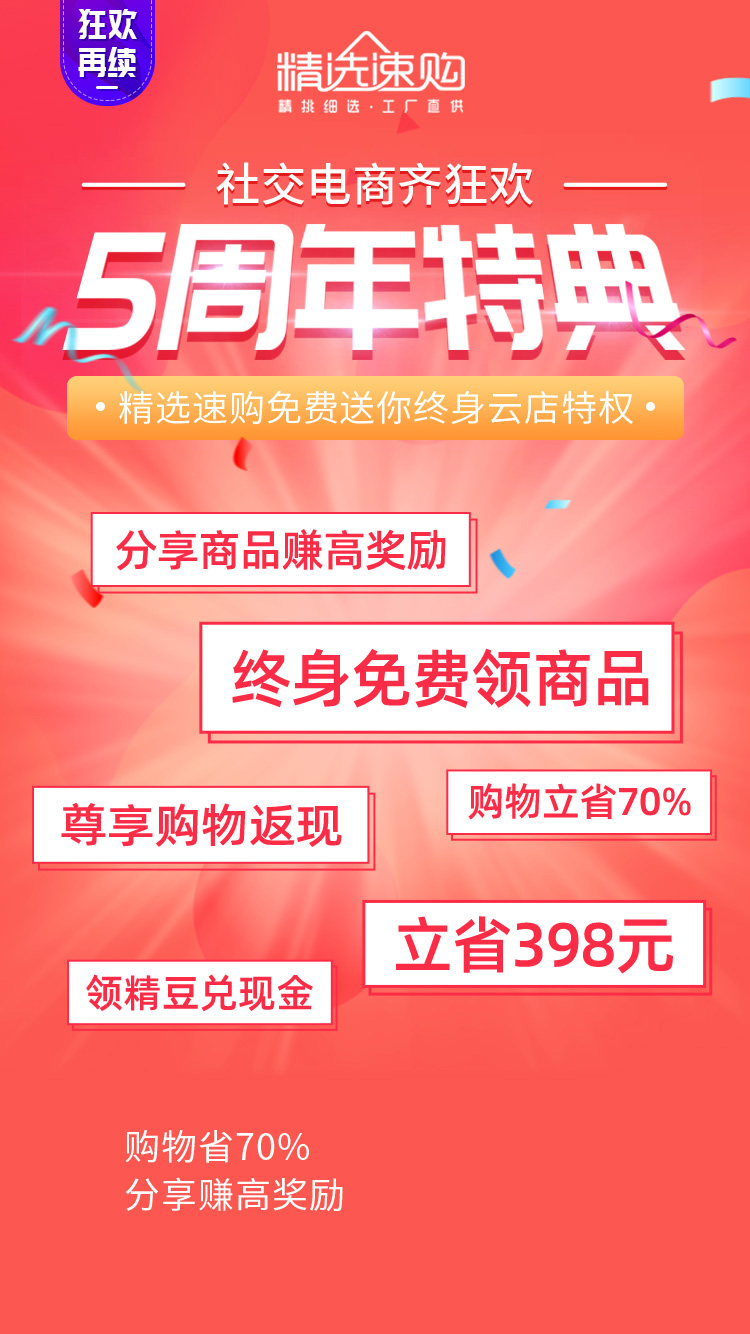 狂欢
再续
精选速购
精挑细选·工厂直供
社交电商齐狂欢
5周年特典
•精选速购免费送你终身云店特权•
分享商品赚高奖励
终身免费领商品
购物立省70%
尊享购物返现
立省398元
领精豆兑现金
购物省70%
分享赚高奖励